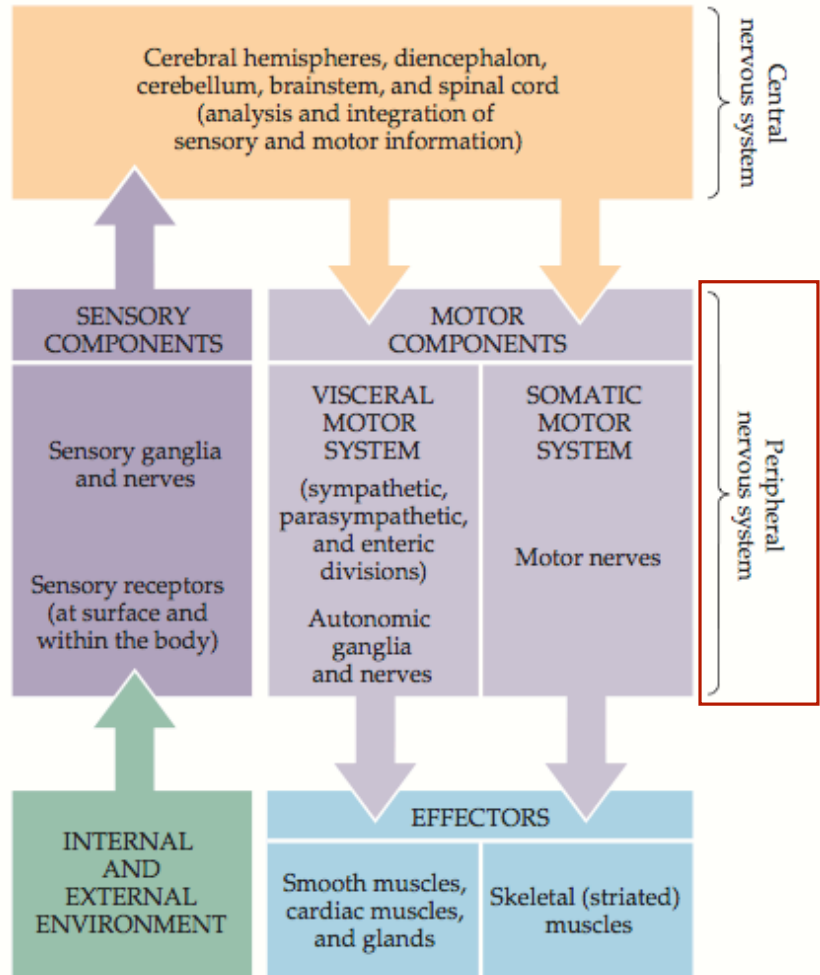 Cerebral hemispheres, diencephalon,
cerebellum, brainstem, and spinal cord
(analysis and integration of
sensory and motor information)
Central
nervous system
SENSORY
COMPONENTS
MOTOR
COMPONENTS
Sensory ganglia
and nerves
Sensory receptors
(at surface and
within the body)
VISCERAL
MOTOR
SYSTEM
(sympathetic,
parasympathetic,
and enteric
divisions)
Autonomic
ganglia
and nerves
SOMATIC
MOTOR
SYSTEM
Motor nerves
Peripheral
nervous system
INTERNAL
AND
EXTERNAL
ENVIRONMENT
EFFECTORS
Smooth muscles,
cardiac muscles,
and glands
Skeletal (striated)
muscles